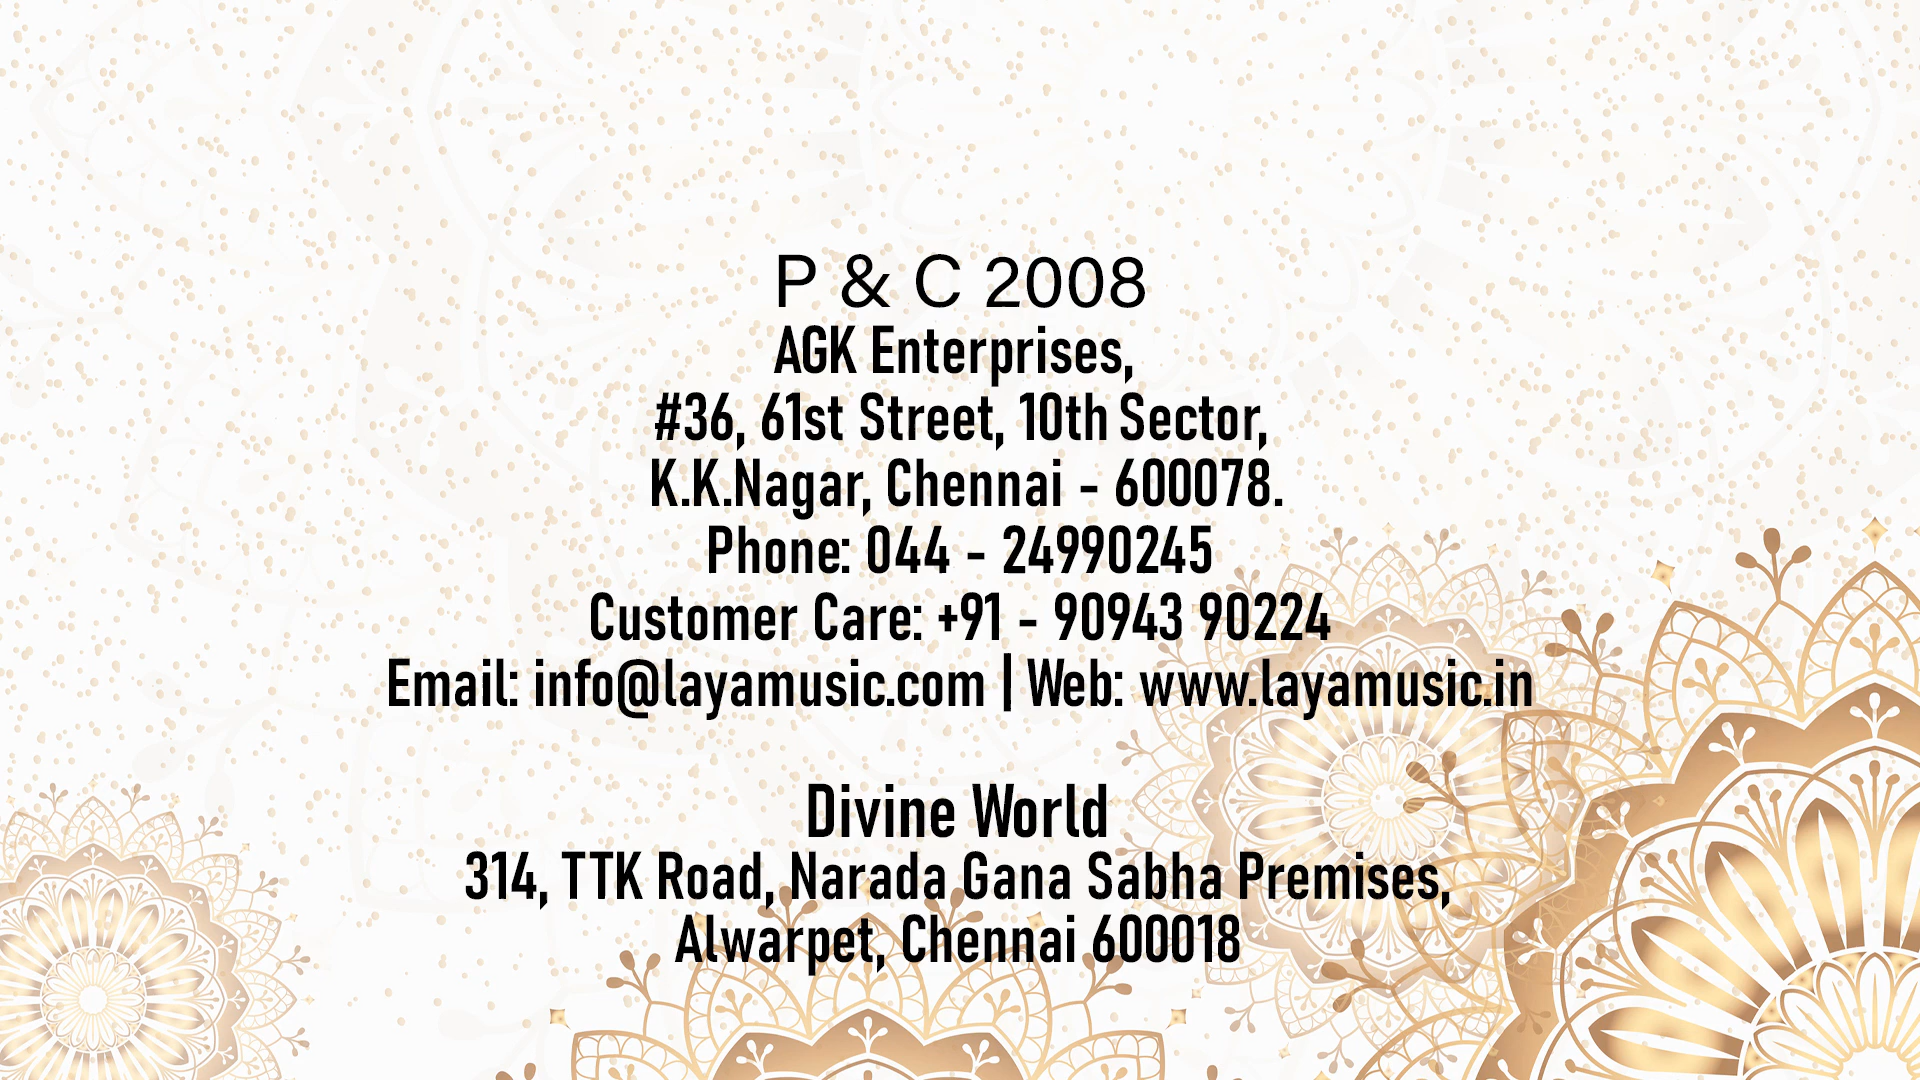 P & C 2008
AGK Enterprises,
#36, 61st Street, 10th Sector,
K.K.Nagar, Chennai - 600078.
Phone: 044 - 24990245
Customer Care: +91 - 90943 90224
Email: info@layamusic.com | Web: www.layamusic.in
Divine World
314, TTK Road, Narada Gana Sabha Premises,
Alwarpet, Chennai 600018